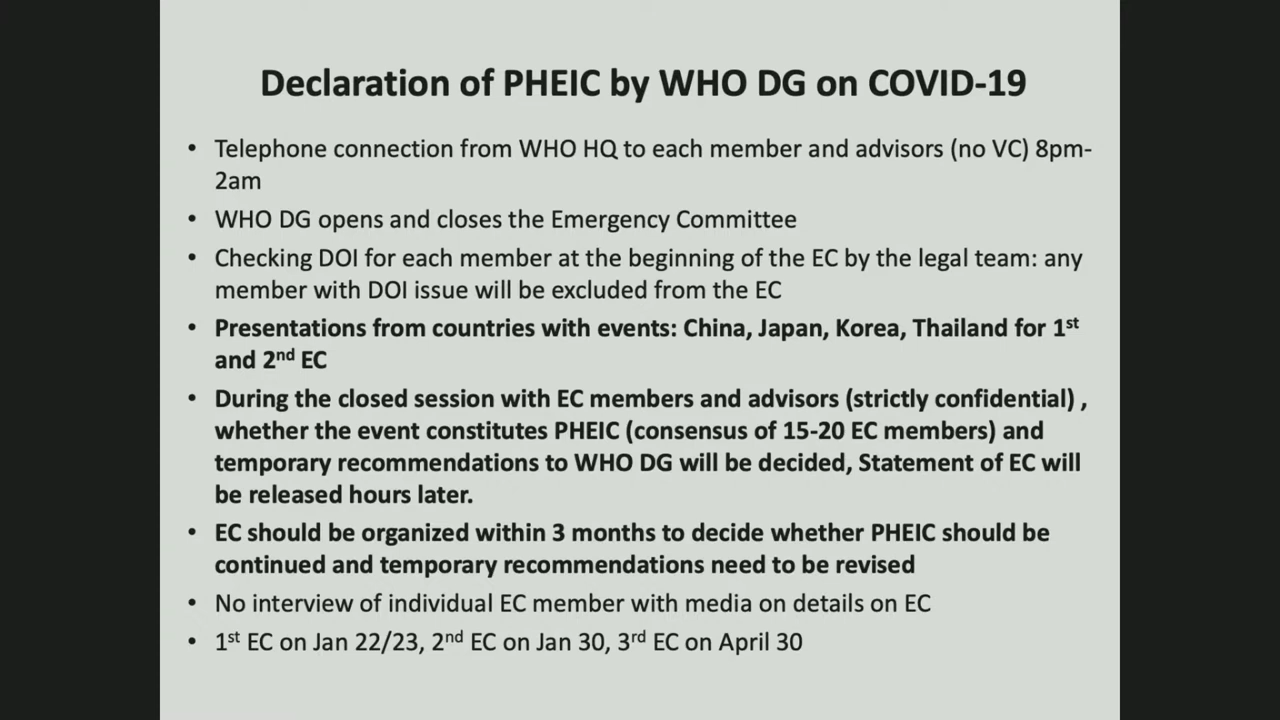 Declaration of PHEIC by WHO DG on COVID-19
• Telephone connection from WHO HQ to each member and advisors (no VC) 8pm-
2am
• WHO DG opens and closes the Emergency Committee
• Checking DOI for each member at the beginning of the EC by the legal team: any
member with DOI issue will be excluded from the EC
• Presentations from countries with events: China, Japan, Korea, Thailand for 1st
and 2nd EC
• During the closed session with EC members and advisors (strictly confidential) ,
whether the event constitutes PHEIC (consensus of 15-20 EC members) and
temporary recommendations to WHO DG will be decided, Statement of EC will
be released hours later.
• EC should be organized within 3 months to decide whether PHEIC should be
continued and temporary recommendations need to be revised
• No interview of individual EC member with media on details on EC
• 1st EC on Jan 22/23, 2nd EC on Jan 30, 3rd EC on April 30